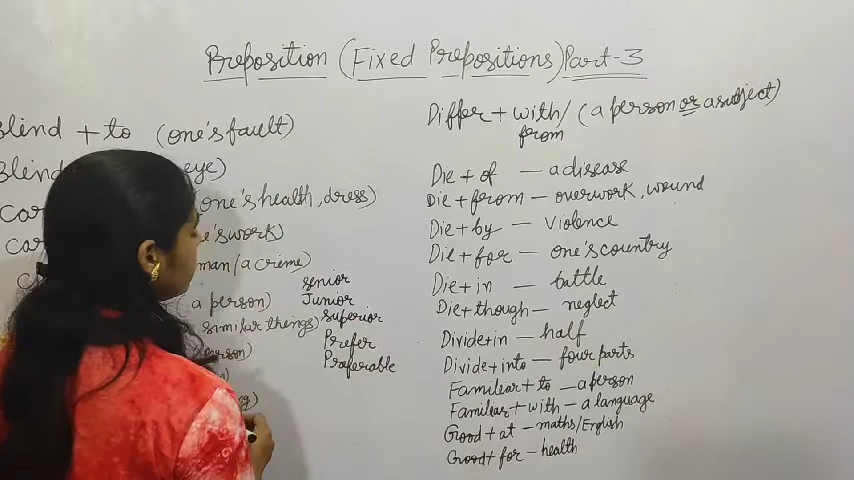 Preposition (Fixed Prepositions) Part-3
Blind + to (one's fault)
Blind eye)
one's health, dress)
man/a crime)
(a person)
similar things)
senior
Junior
superior
Prefer
Preferable
Differ + with/ (a person or a subject)
from
Die + of — a disease
Die + from — overwork, wound
Die + by — violence
Die + for — one's country
Die + in — battle
Die + though — neglect
Divide + in — half
Divide + into — four parts
Familiar + to — a person
Familiar + with — a language
Good + at — maths/English
Good + for — health